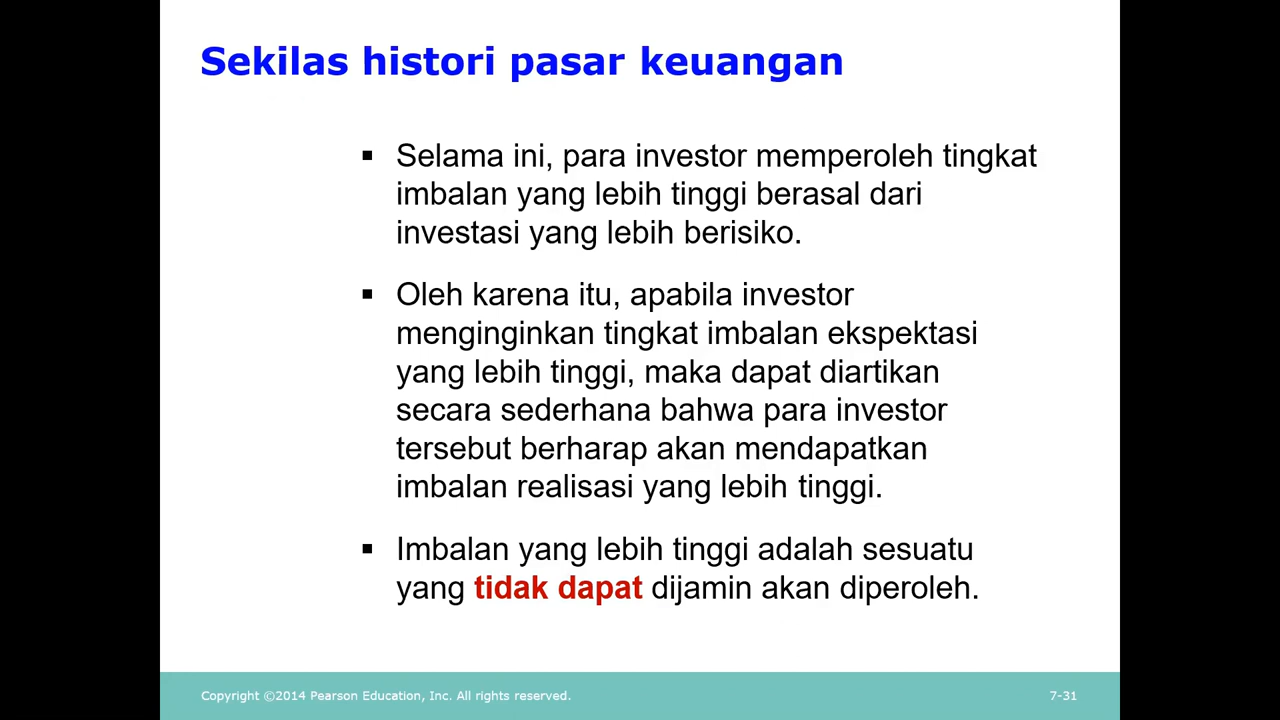 Sekilas histori pasar keuangan
▪ Selama ini, para investor memperoleh tingkat
imbalan yang lebih tinggi berasal dari
investasi yang lebih berisiko.
▪ Oleh karena itu, apabila investor
menginginkan tingkat imbalan ekspektasi
yang lebih tinggi, maka dapat diartikan
secara sederhana bahwa para investor
tersebut berharap akan mendapatkan
imbalan realisasi yang lebih tinggi.
▪ Imbalan yang lebih tinggi adalah sesuatu
yang tidak dapat dijamin akan diperoleh.
Copyright ©2014 Pearson Education, Inc. All rights reserved.
7-31